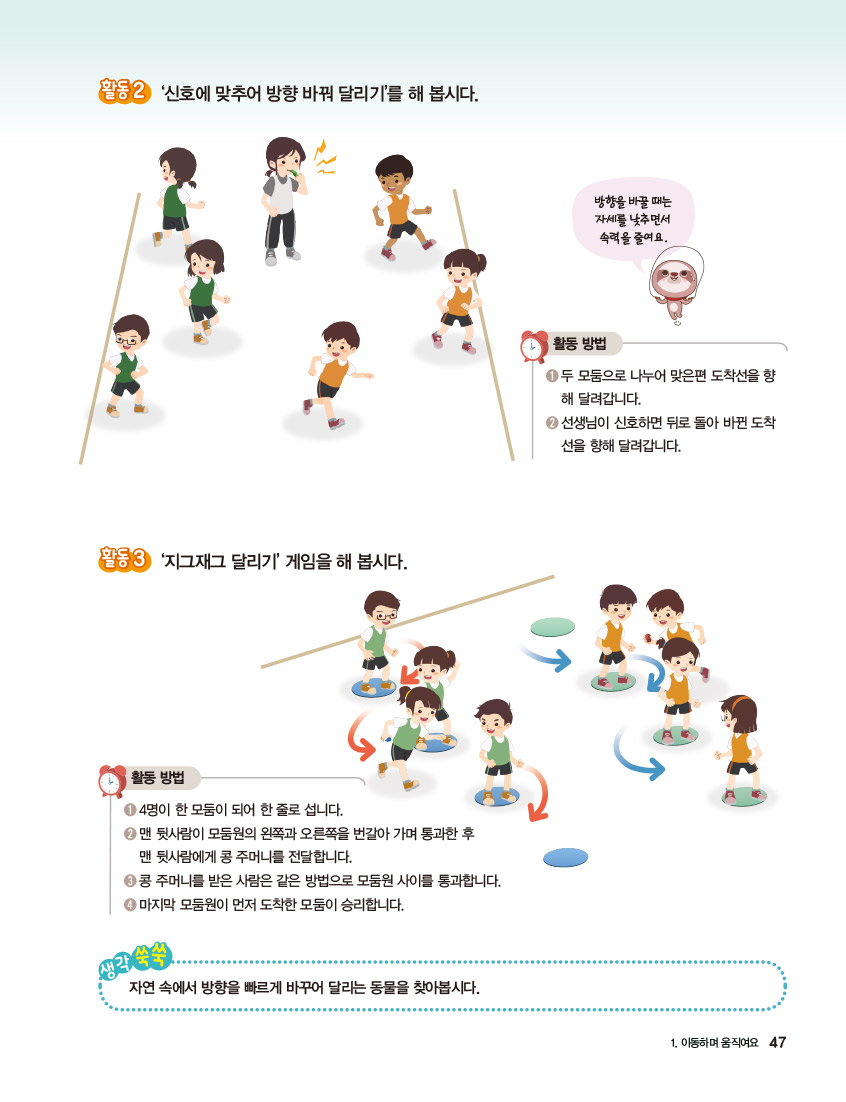 활동 2 '신호에 맞추어 방향 바꿔 달리기'를 해 봅시다.
방향을 바꿀 때는
자세를 낮추면서
속력을 줄여요.
활동 방법
❶ 두 모둠으로 나누어 맞은편 도착선을 향
해 달려갑니다.
❷ 선생님이 신호하면 뒤로 돌아 바뀐 도착
선을 향해 달려갑니다.
활동 3 '지그재그 달리기' 게임을 해 봅시다.
활동 방법
❶ 4명이 한 모둠이 되어 한 줄로 섭니다.
❷ 맨 뒷사람이 모둠원의 왼쪽과 오른쪽을 번갈아 가며 통과한 후
맨 뒷사람에게 콩 주머니를 전달합니다.
❸ 콩 주머니를 받은 사람은 같은 방법으로 모둠원 사이를 통과합니다.
❹ 마지막 모둠원이 먼저 도착한 모둠이 승리합니다.
생각 쑥쑥
자연 속에서 방향을 빠르게 바꾸어 달리는 동물을 찾아봅시다.
1. 이동하며 움직여요 47